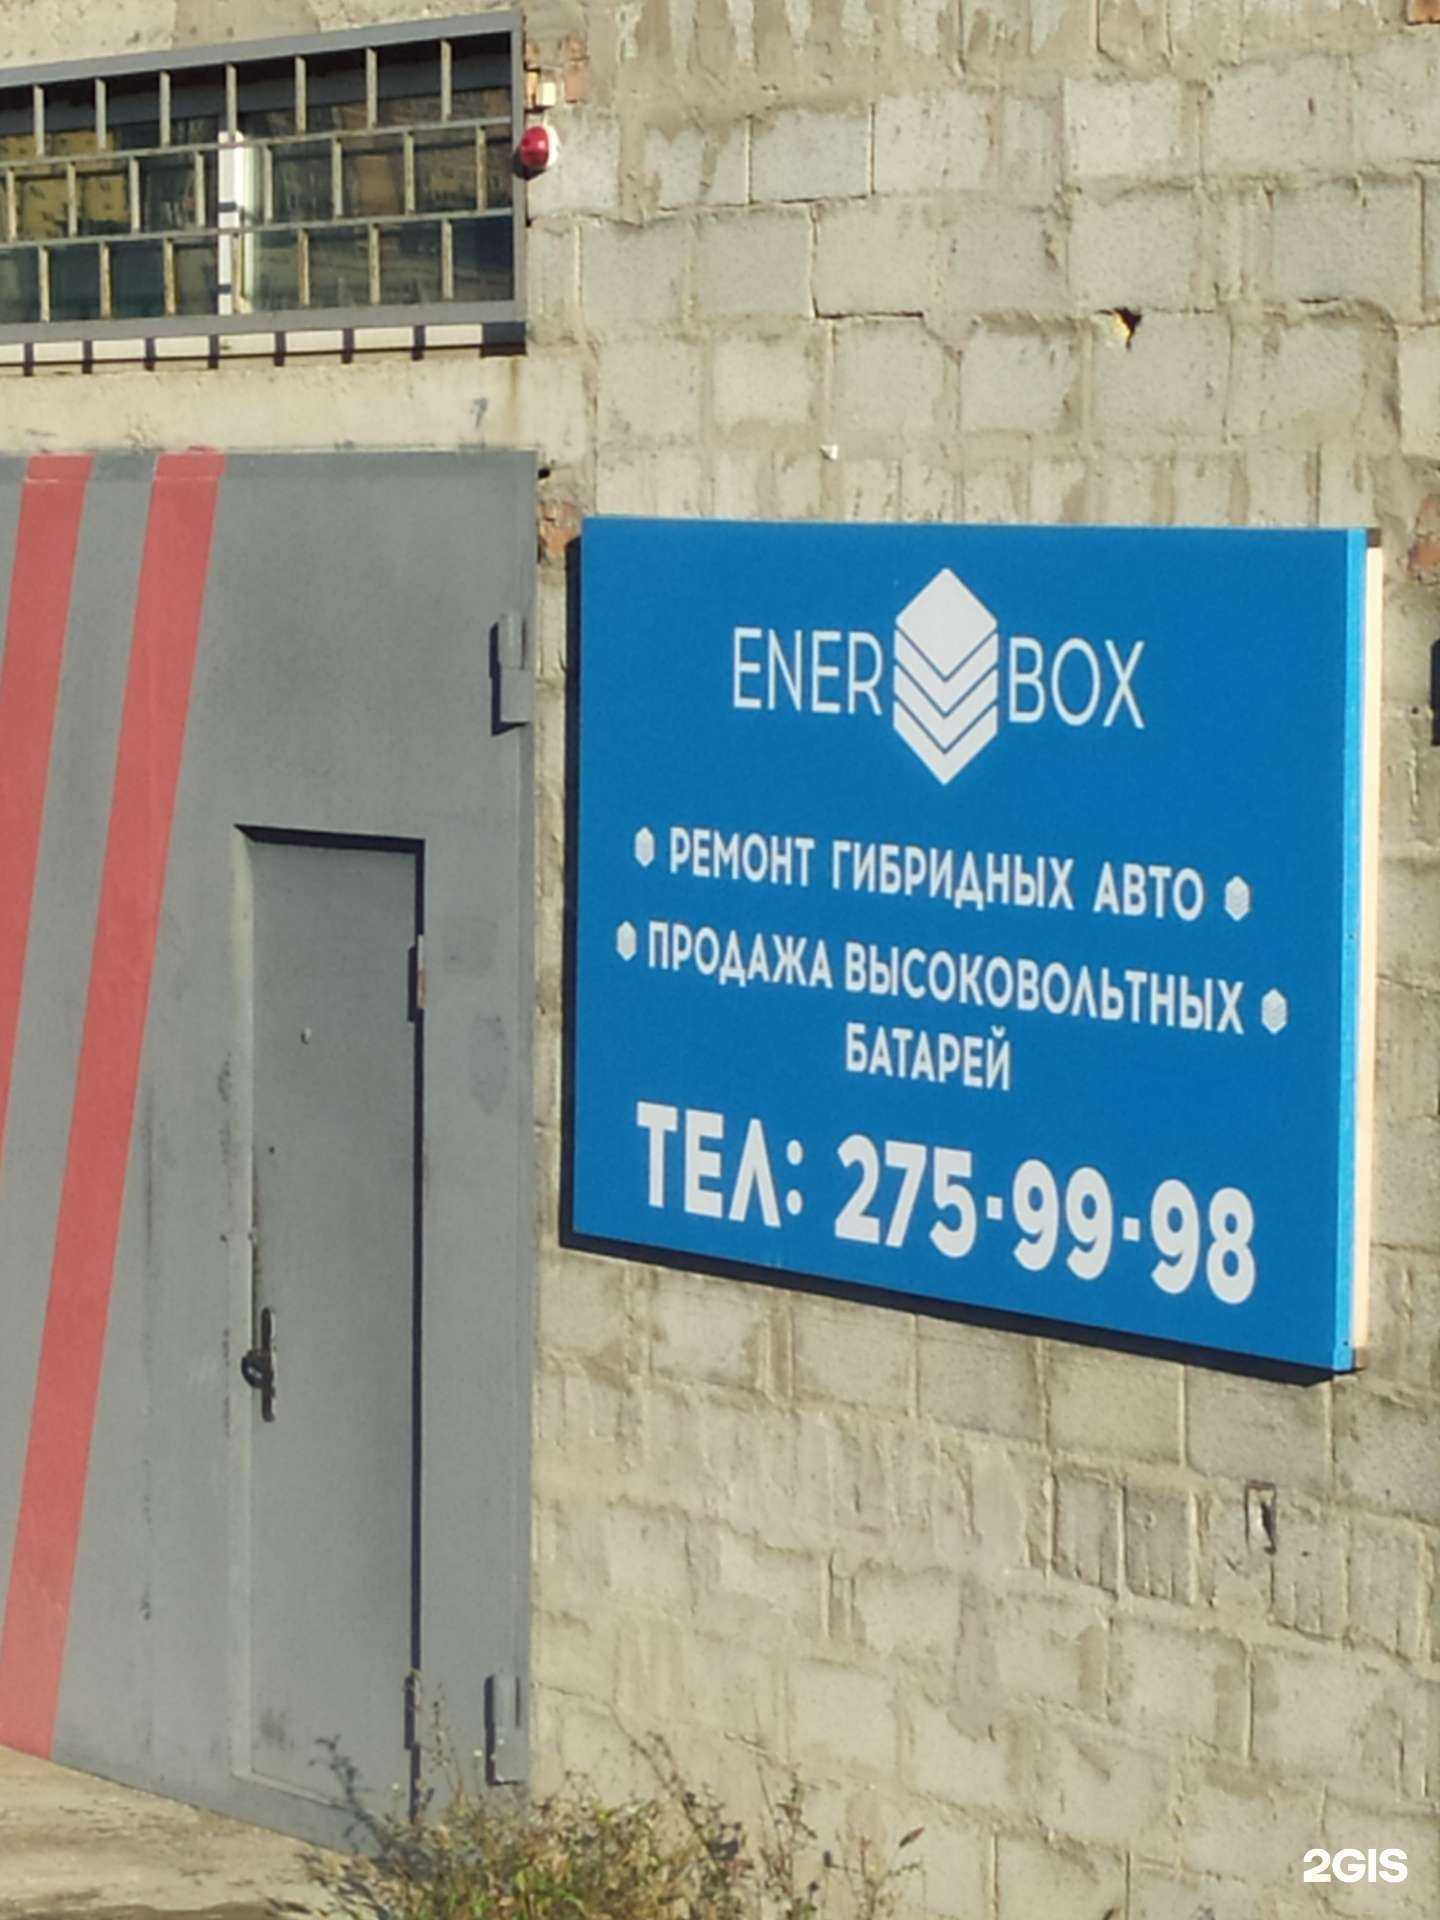 ENER BOX
РЕМОНТ ГИБРИДНЫХ АВТО
ПРОДАЖА ВЫСОКОВОЛЬТНЫХ
БАТАРЕЙ
ТЕЛ: 275-99-98
2GIS